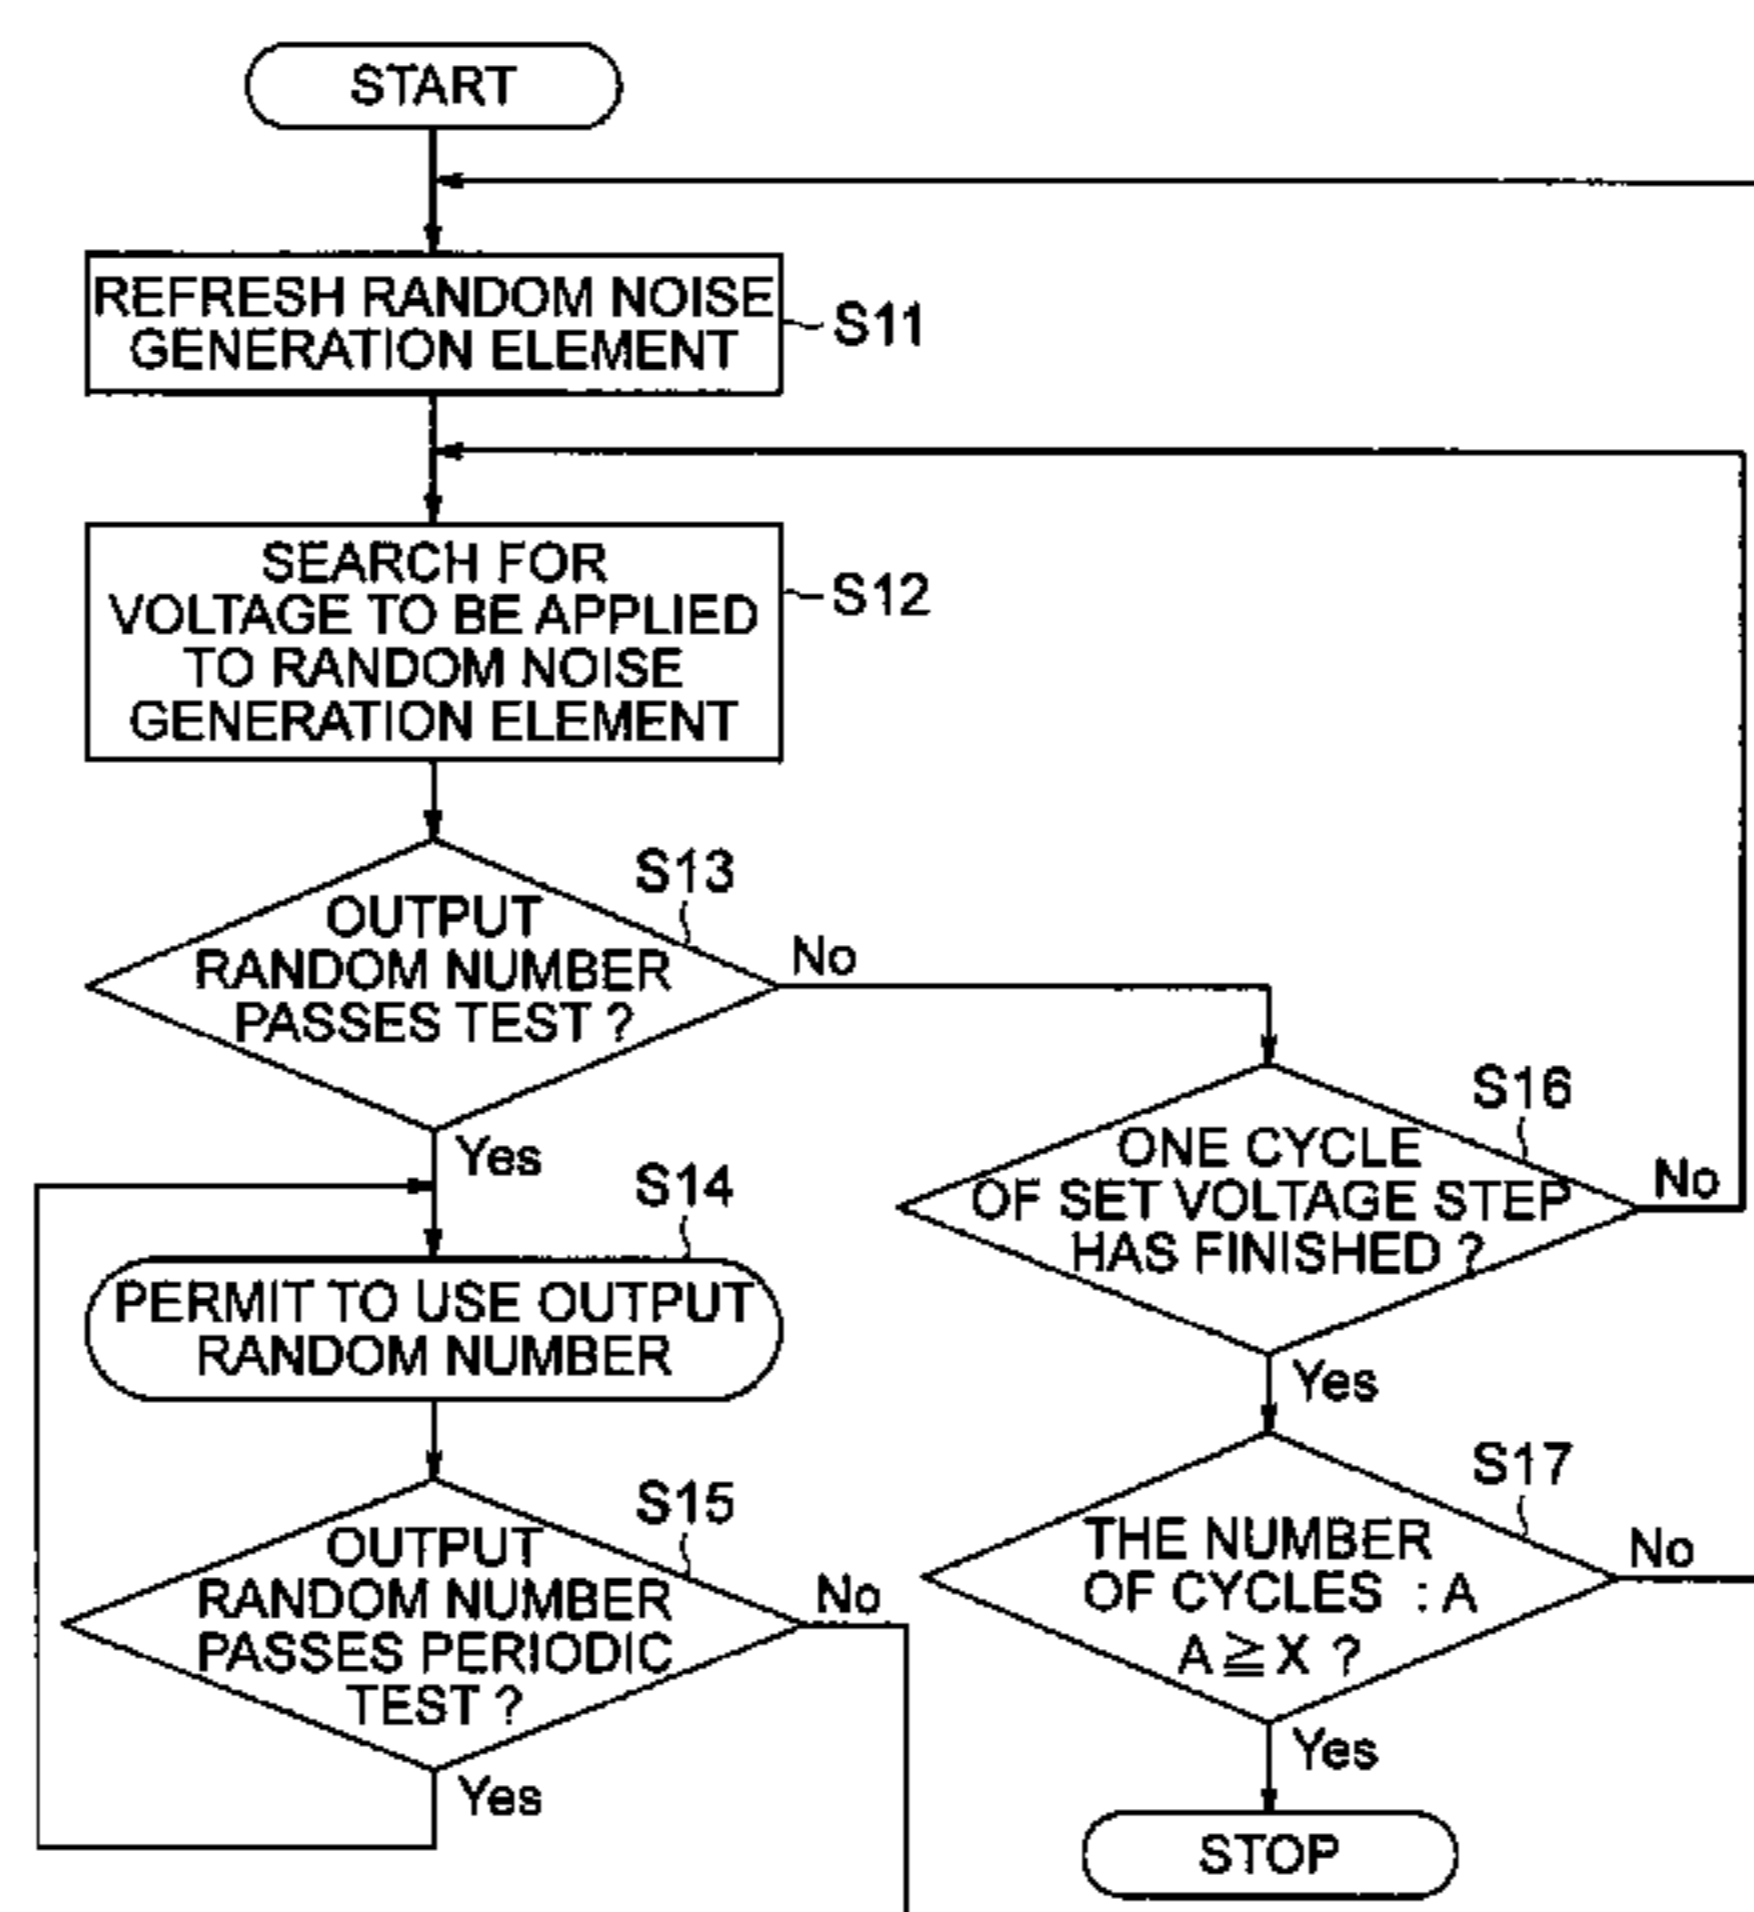 START
REFRESH RANDOM NOISE
GENERATION ELEMENT
S11
SEARCH FOR
VOLTAGE TO BE APPLIED
TO RANDOM NOISE
GENERATION ELEMENT
S12
S13
OUTPUT
RANDOM NUMBER
PASSES TEST ?
No
Yes
S14
PERMIT TO USE OUTPUT
RANDOM NUMBER
S15
OUTPUT
RANDOM NUMBER
PASSES PERIODIC
TEST ?
No
Yes
S16
ONE CYCLE
OF SET VOLTAGE STEP
HAS FINISHED ?
No
Yes
S17
THE NUMBER
OF CYCLES : A
A ≧ X ?
No
Yes
STOP